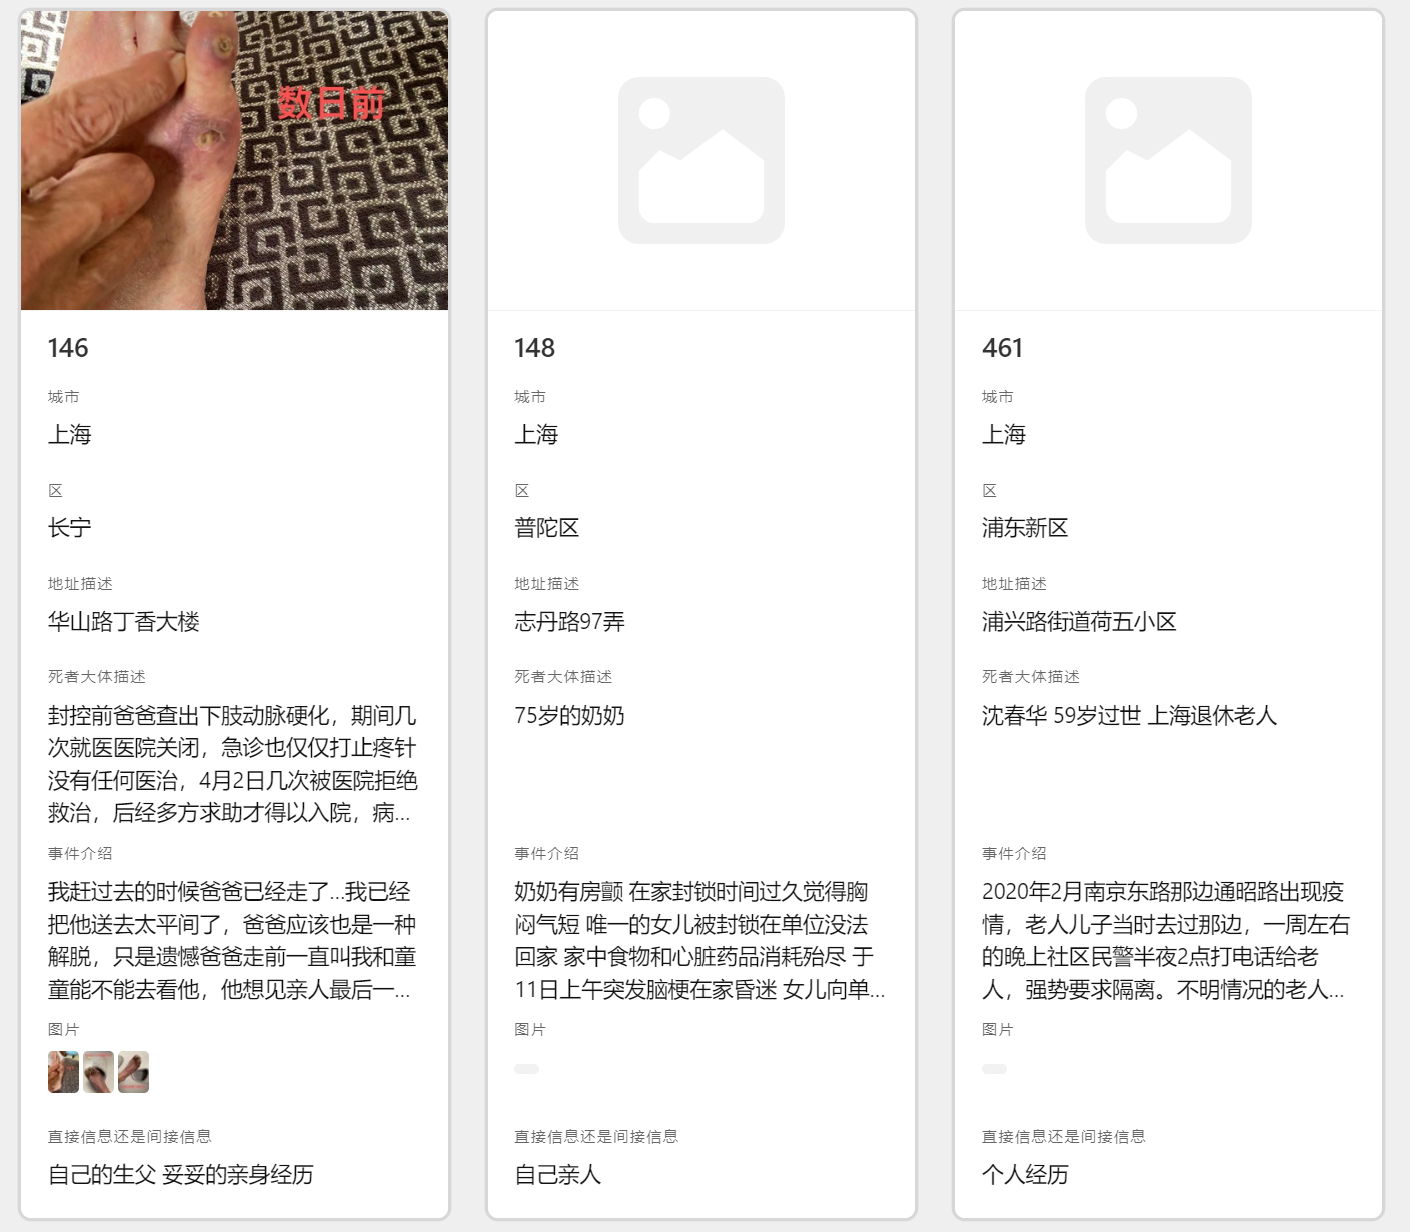 数日前
146
城市
上海
区
长宁
地址描述
华山路丁香大楼
死者大体描述
封控前爸爸查出下肢动脉硬化，期间几
次就医医院关闭，急诊也仅仅打止疼针
没有任何医治，4月2日几次被医院拒绝
救治，后经多方求助才得以入院，病...
事件介绍
我赶过去的时候爸爸已经走了...我已经
把他送去太平间了，爸爸应该也是一种
解脱，只是遗憾爸爸走前一直叫我和童
童能不能去看他，他想见亲人最后一...
图片
直接信息还是间接信息
自己的生父 妥妥的亲身经历
148
城市
上海
区
普陀区
地址描述
志丹路97弄
死者大体描述
75岁的奶奶
事件介绍
奶奶有房颤 在家封锁时间过久觉得胸
闷气短 唯一的女儿被封锁在单位没法
回家 家中食物和心脏药品消耗殆尽 于
11日上午突发脑梗在家昏迷 女儿向单...
图片
直接信息还是间接信息
自己亲人
461
城市
上海
区
浦东新区
地址描述
浦兴路街道荷五小区
死者大体描述
沈春华 59岁过世 上海退休老人
事件介绍
2020年2月南京东路那边通昭路出现疫
情，老人儿子当时去过那边，一周左右
的晚上社区民警半夜2点打电话给老
人，强势要求隔离。不明情况的老人...
图片
直接信息还是间接信息
个人经历